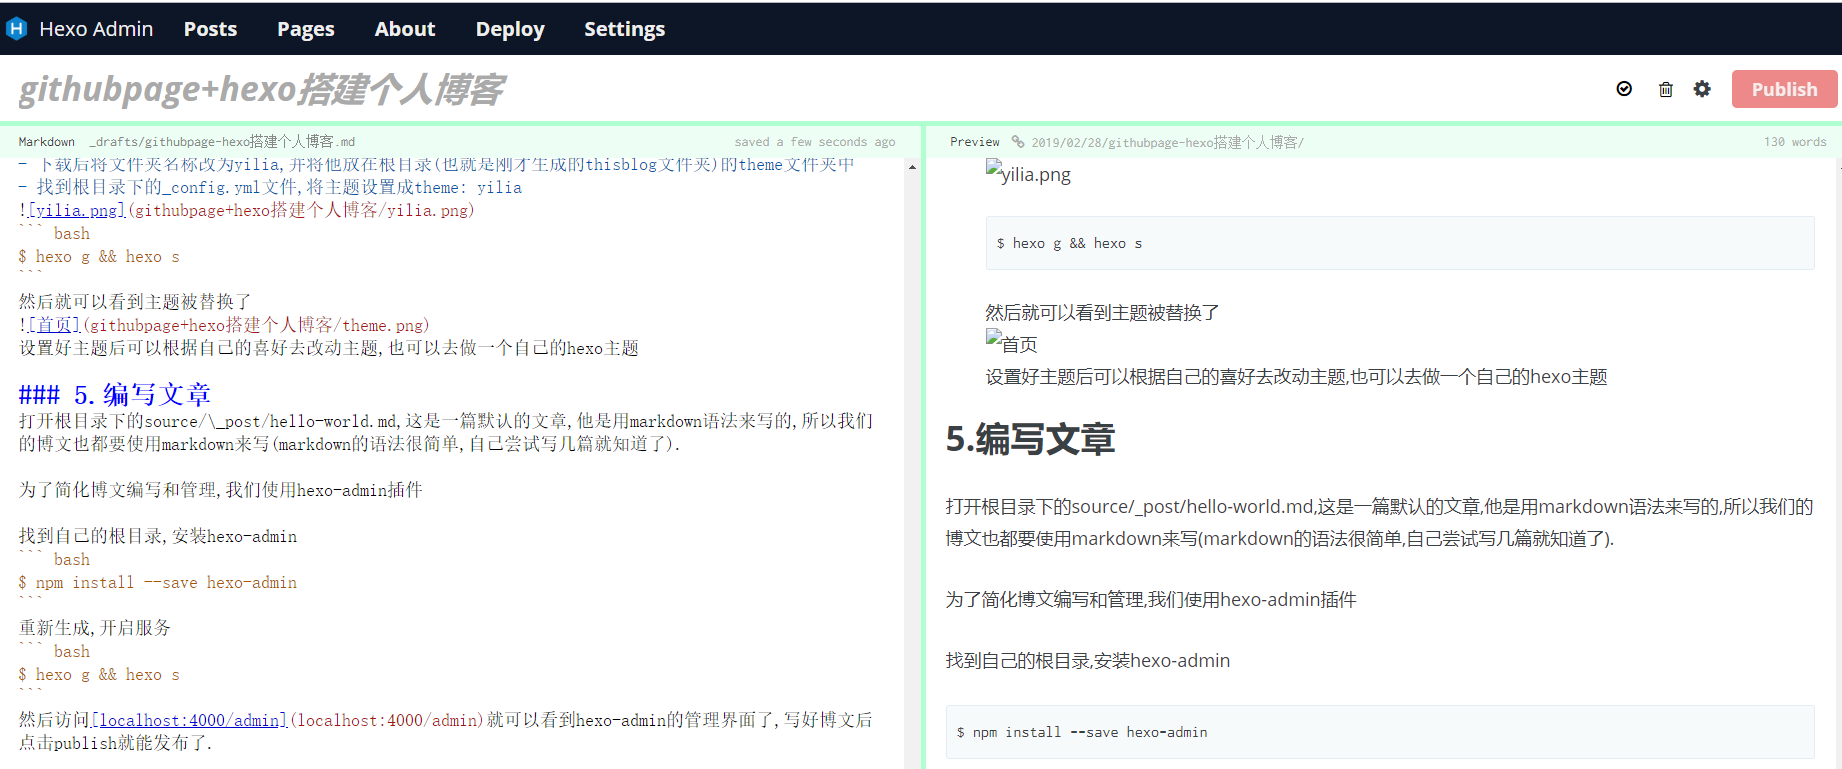 Hexo Admin Posts Pages About Deploy Settings
githubpage+hexo搭建个人博客
Publish
Markdown _drafts/githubpage-hexo搭建个人博客.md saved a few seconds ago
- 下载后将文件夹名称改为yilia,并将他放在根目录(也就是刚才生成的thisblog文件夹)的theme文件夹中
- 找到根目录下的_config.yml文件,将主题设置成theme: yilia
![yilia.png](githubpage+hexo搭建个人博客/yilia.png)
``` bash
$ hexo g && hexo s
```
然后就可以看到主题被替换了
![首页](githubpage+hexo搭建个人博客/theme.png)
设置好主题后可以根据自己的喜好去改动主题,也可以去做一个自己的hexo主题
### 5.编写文章
打开根目录下的source/\_post/hello-world.md,这是一篇默认的文章,他是用markdown语法来写的,所以我们
的博文也都要使用markdown来写(markdown的语法很简单,自己尝试写几篇就知道了).
为了简化博文编写和管理,我们使用hexo-admin插件
找到自己的根目录,安装hexo-admin
``` bash
$ npm install --save hexo-admin
```
重新生成,开启服务
``` bash
$ hexo g && hexo s
```
然后访问[localhost:4000/admin](localhost:4000/admin)就可以看到hexo-admin的管理界面了,写好博文后
点击publish就能发布了.
Preview 2019/02/28/githubpage-hexo搭建个人博客/ 130 words
yilia.png
$ hexo g && hexo s
然后就可以看到主题被替换了
首页
设置好主题后可以根据自己的喜好去改动主题,也可以去做一个自己的hexo主题
5.编写文章
打开根目录下的source/_post/hello-world.md,这是一篇默认的文章,他是用markdown语法来写的,所以我们的
博文也都要使用markdown来写(markdown的语法很简单,自己尝试写几篇就知道了).
为了简化博文编写和管理,我们使用hexo-admin插件
找到自己的根目录,安装hexo-admin
$ npm install --save hexo-admin